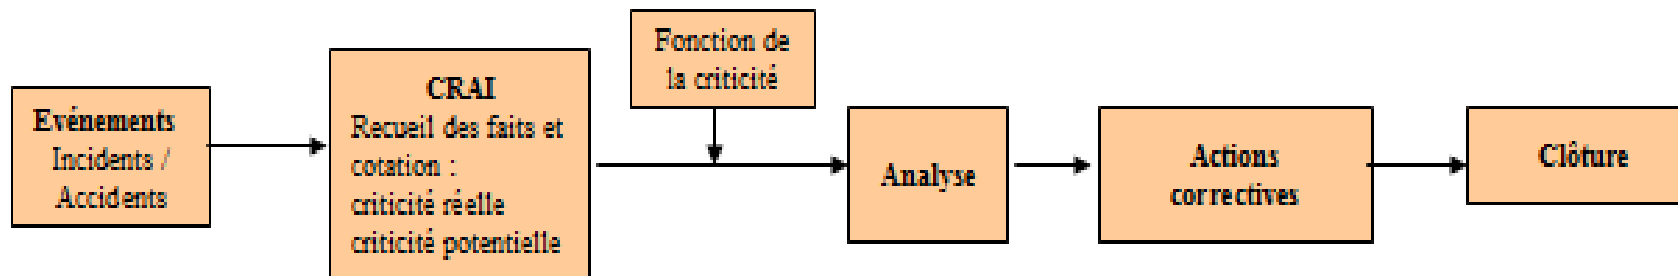 Evénements
Incidents /
Accidents
CRAI
Recueil des faits et
cotation :
criticité réelle
criticité potentielle
Fonction de
la criticité
Analyse
Actions
correctives
Clôture